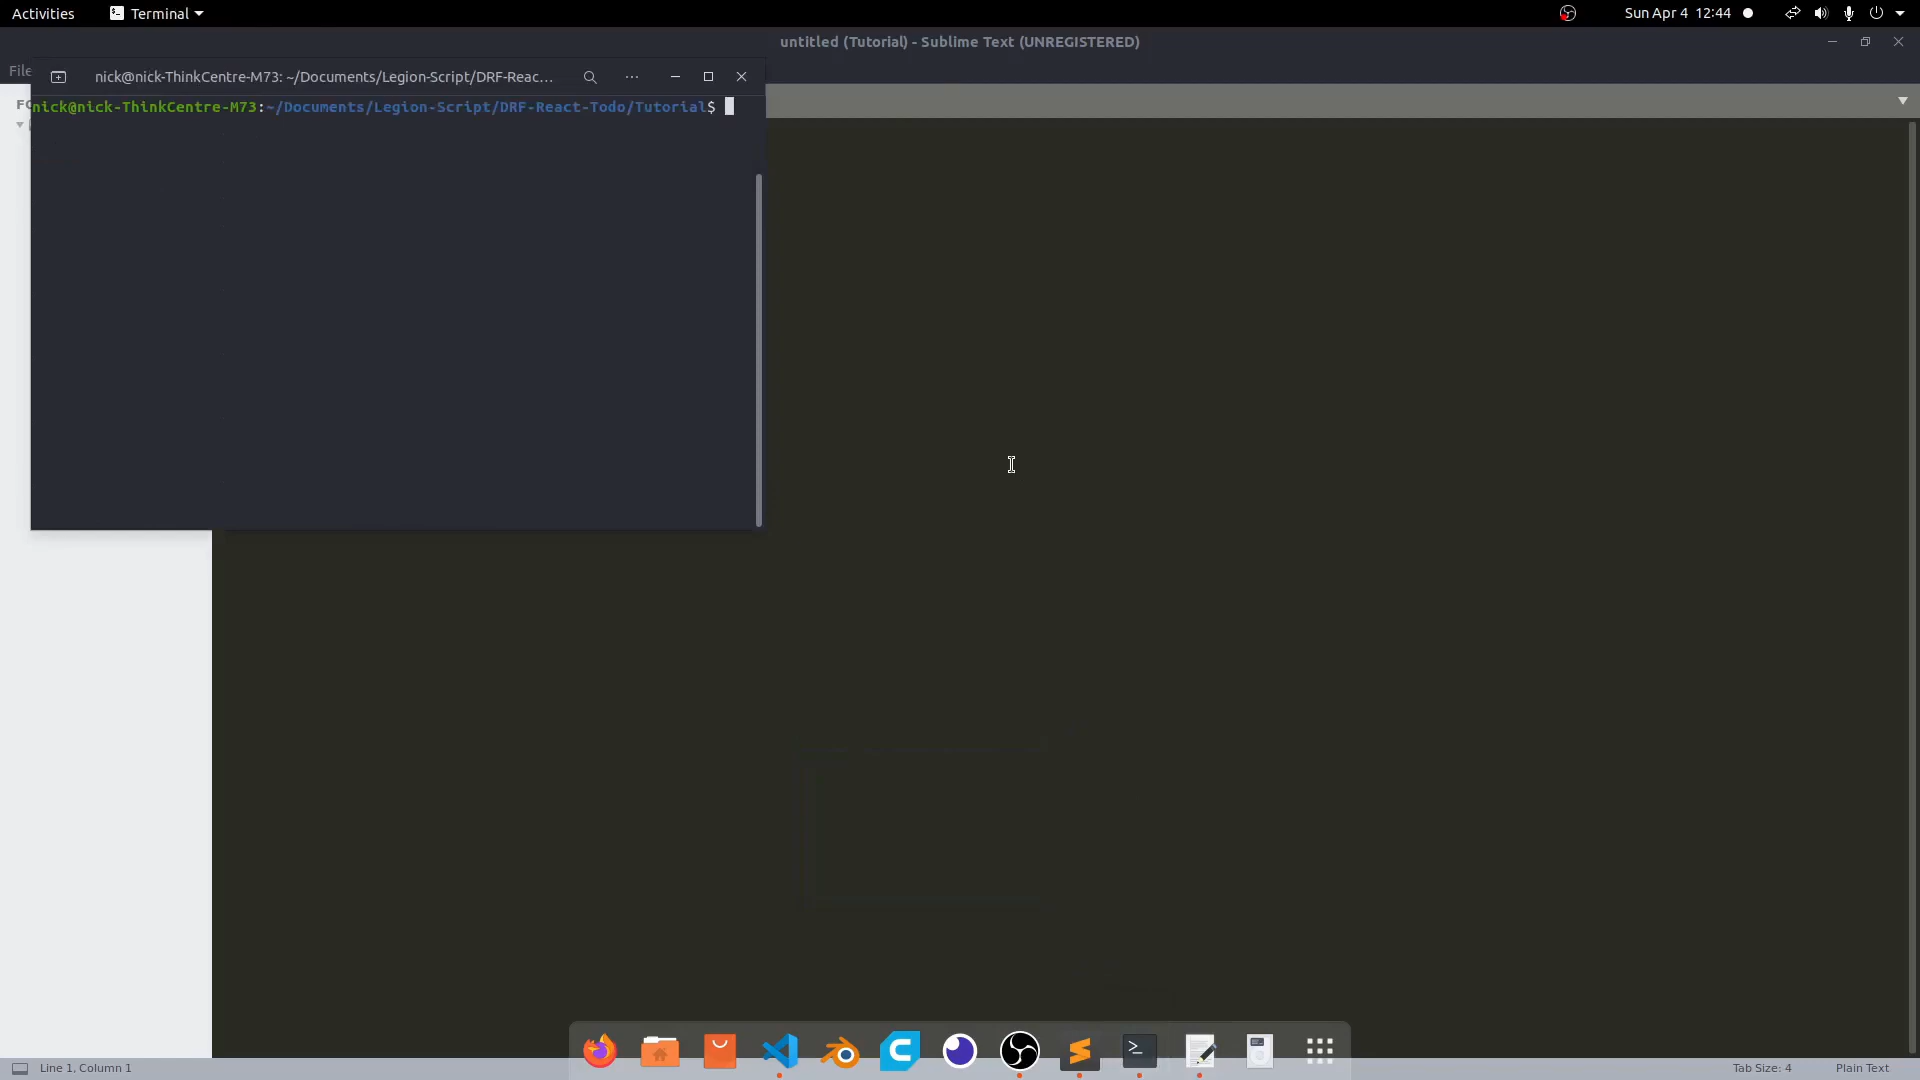 Activities Terminal Sun Apr 4 12:44
untitled (Tutorial) - Sublime Text (UNREGISTERED)
File
nick@nick-ThinkCentre-M73: ~/Documents/Legion-Script/DRF-Reac...
FO
nick@nick-ThinkCentre-M73:~/Documents/Legion-Script/DRF-React-Todo/Tutorial$
Line 1, Column 1 Tab Size: 4 Plain Text